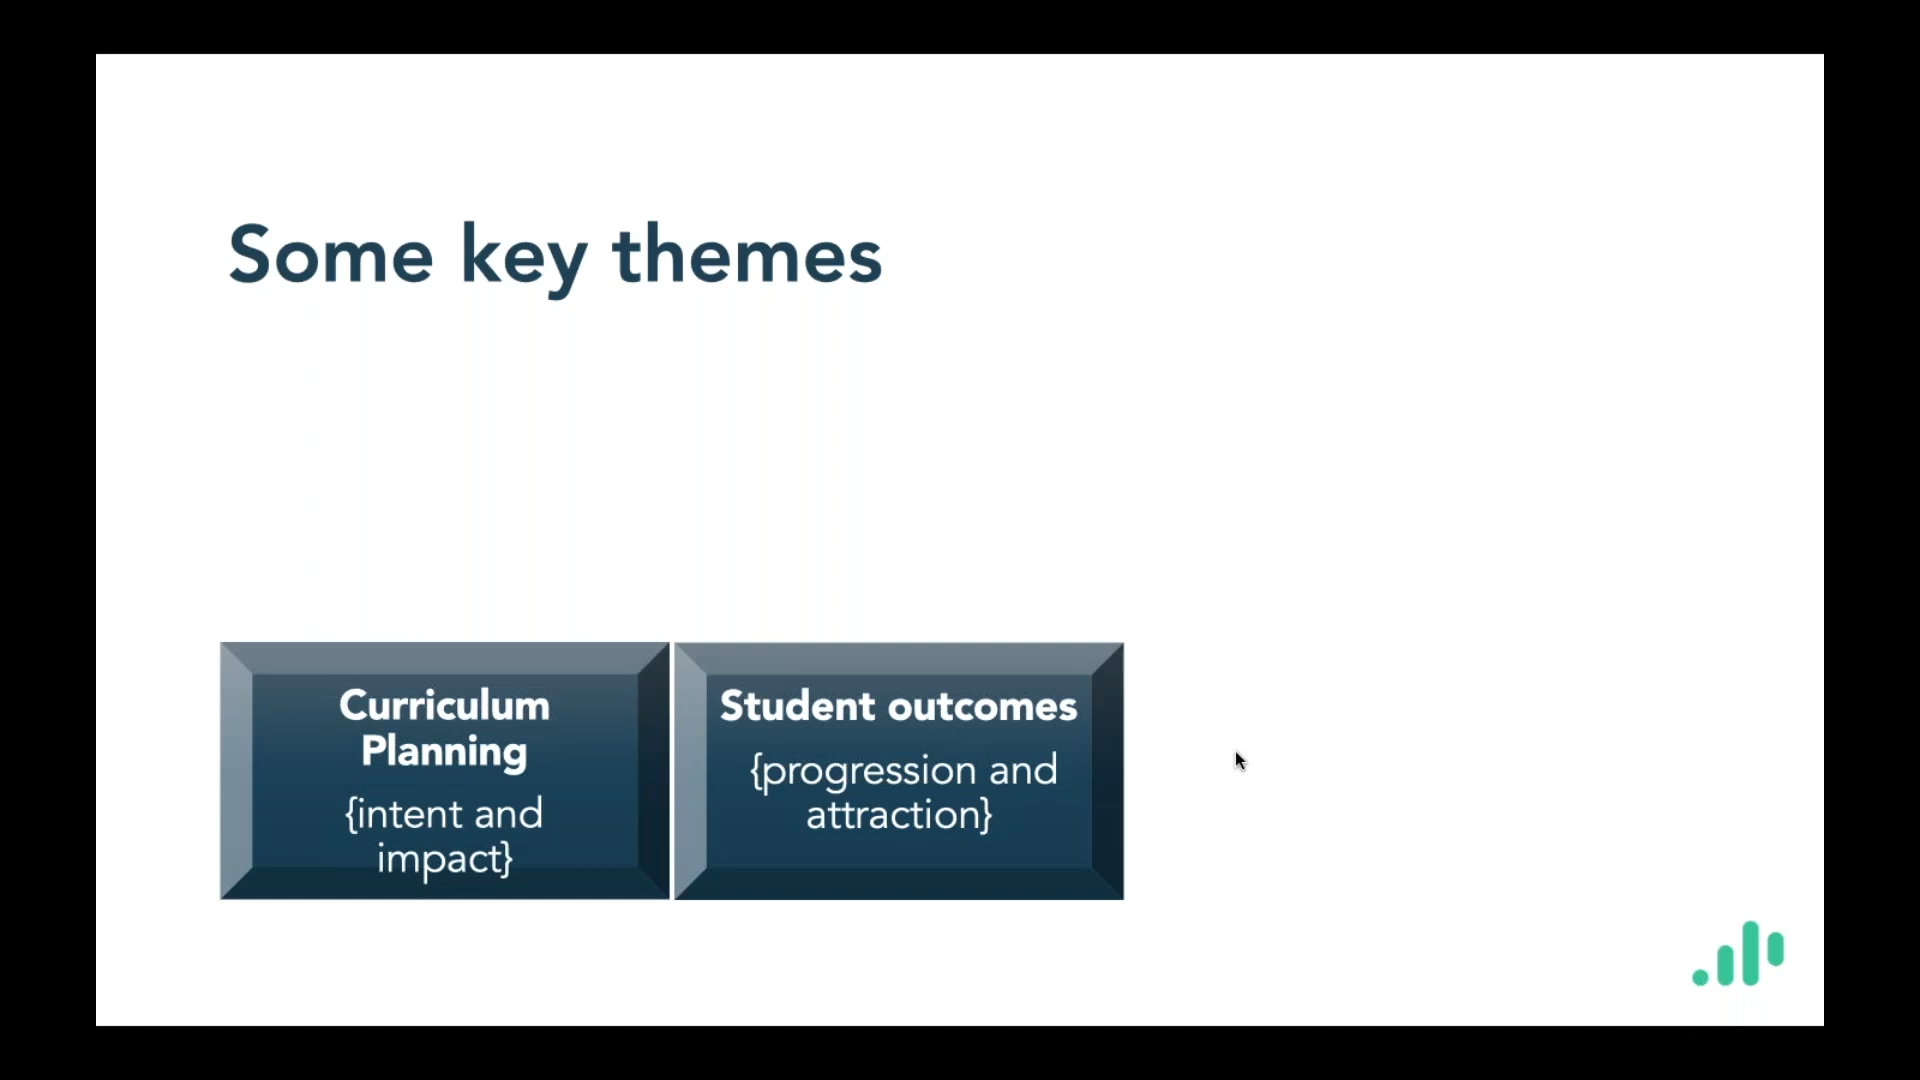 Some key themes
Curriculum
Planning
{intent and
impact}
Student outcomes
{progression and
attraction}